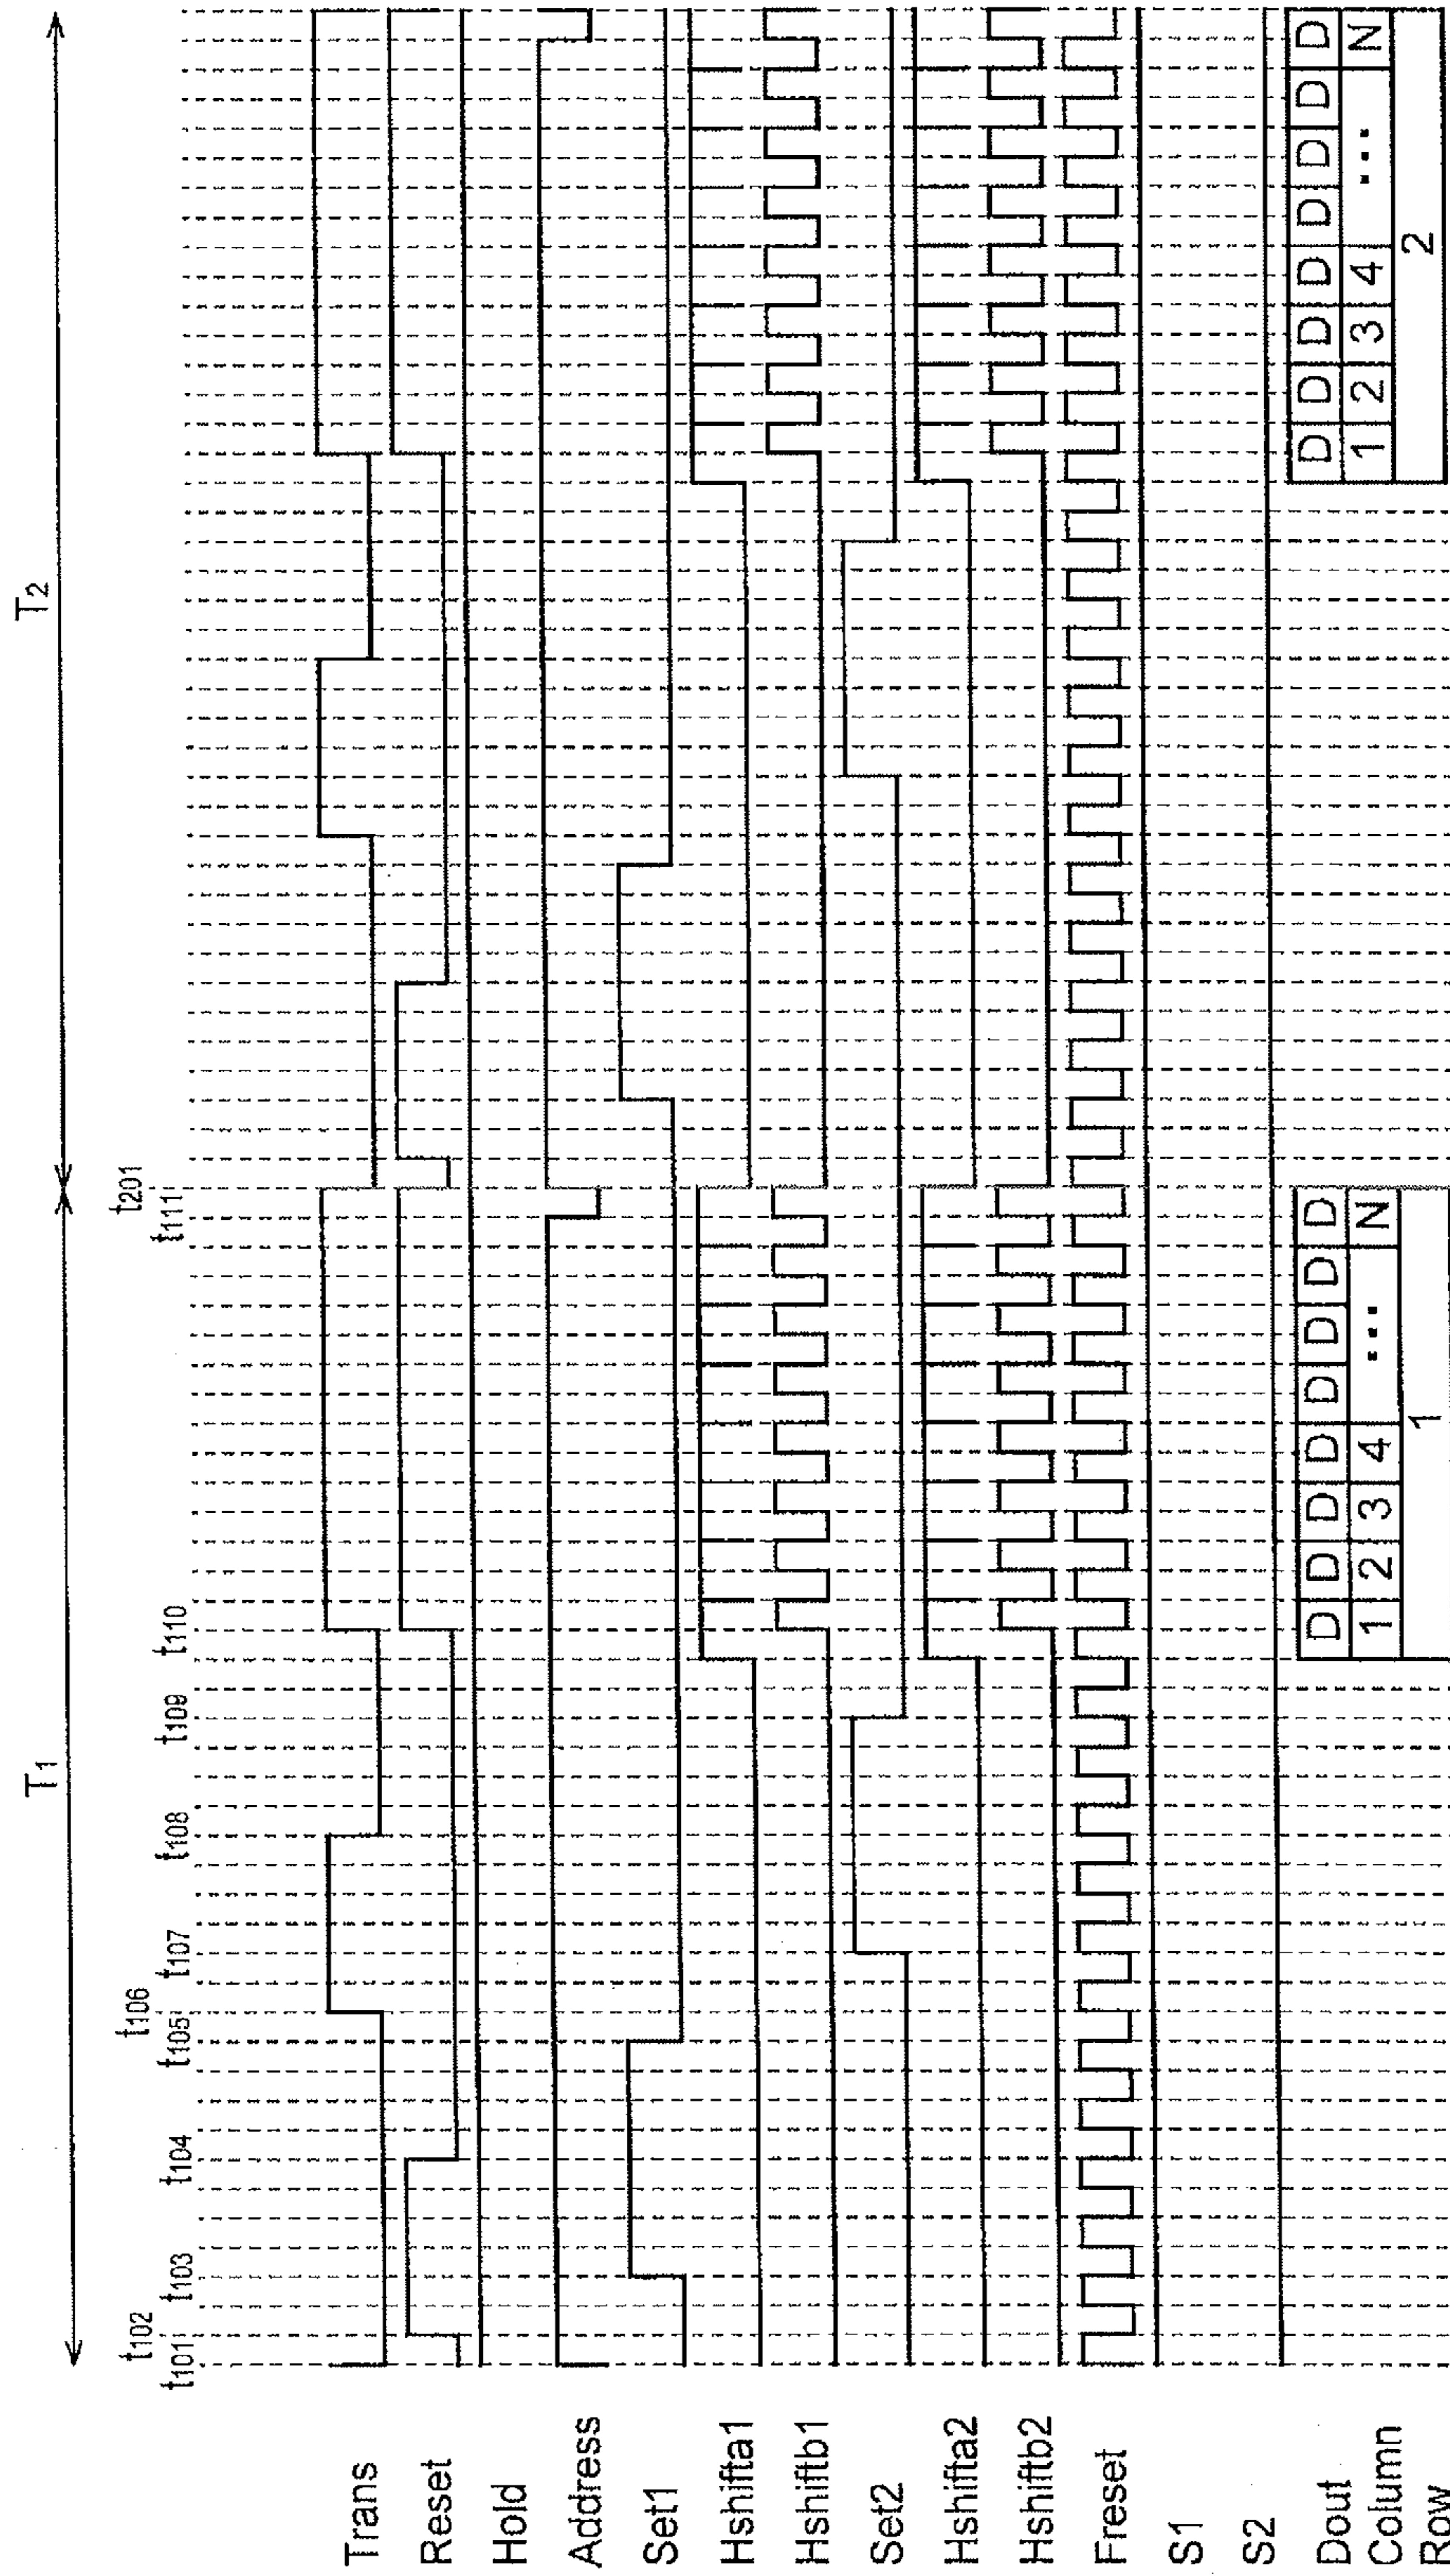 T1 T2
t101 t102 t103 t104 t105 t106 t107 t108 t109 t110 t111 t201
Trans
Reset
Hold
Address
Set1
Hshifta1
Hshiftb1
Set2
Hshifta2
Hshiftb2
Freset
S1
S2
Dout D D D D D D D D D D D D D D D D
Column 1 2 3 4 ... N 1 2 3 4 ... N
Row 1 2